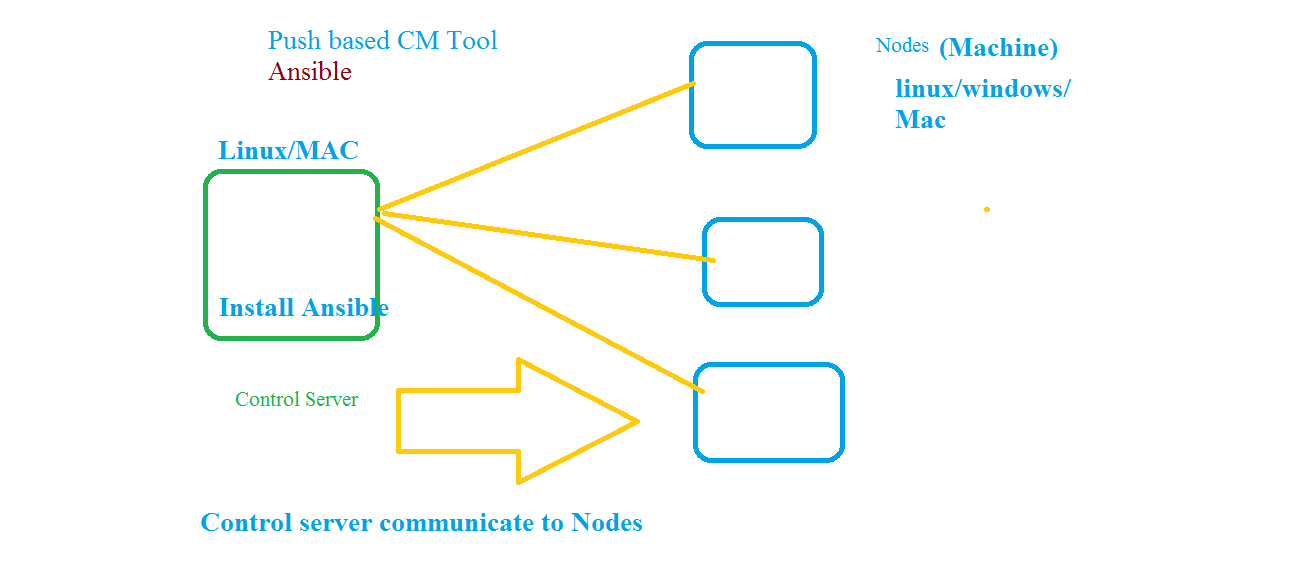 Push based CM Tool
Ansible
Nodes (Machine)
linux/windows/
Mac
Linux/MAC
Install Ansible
Control Server
Control server communicate to Nodes